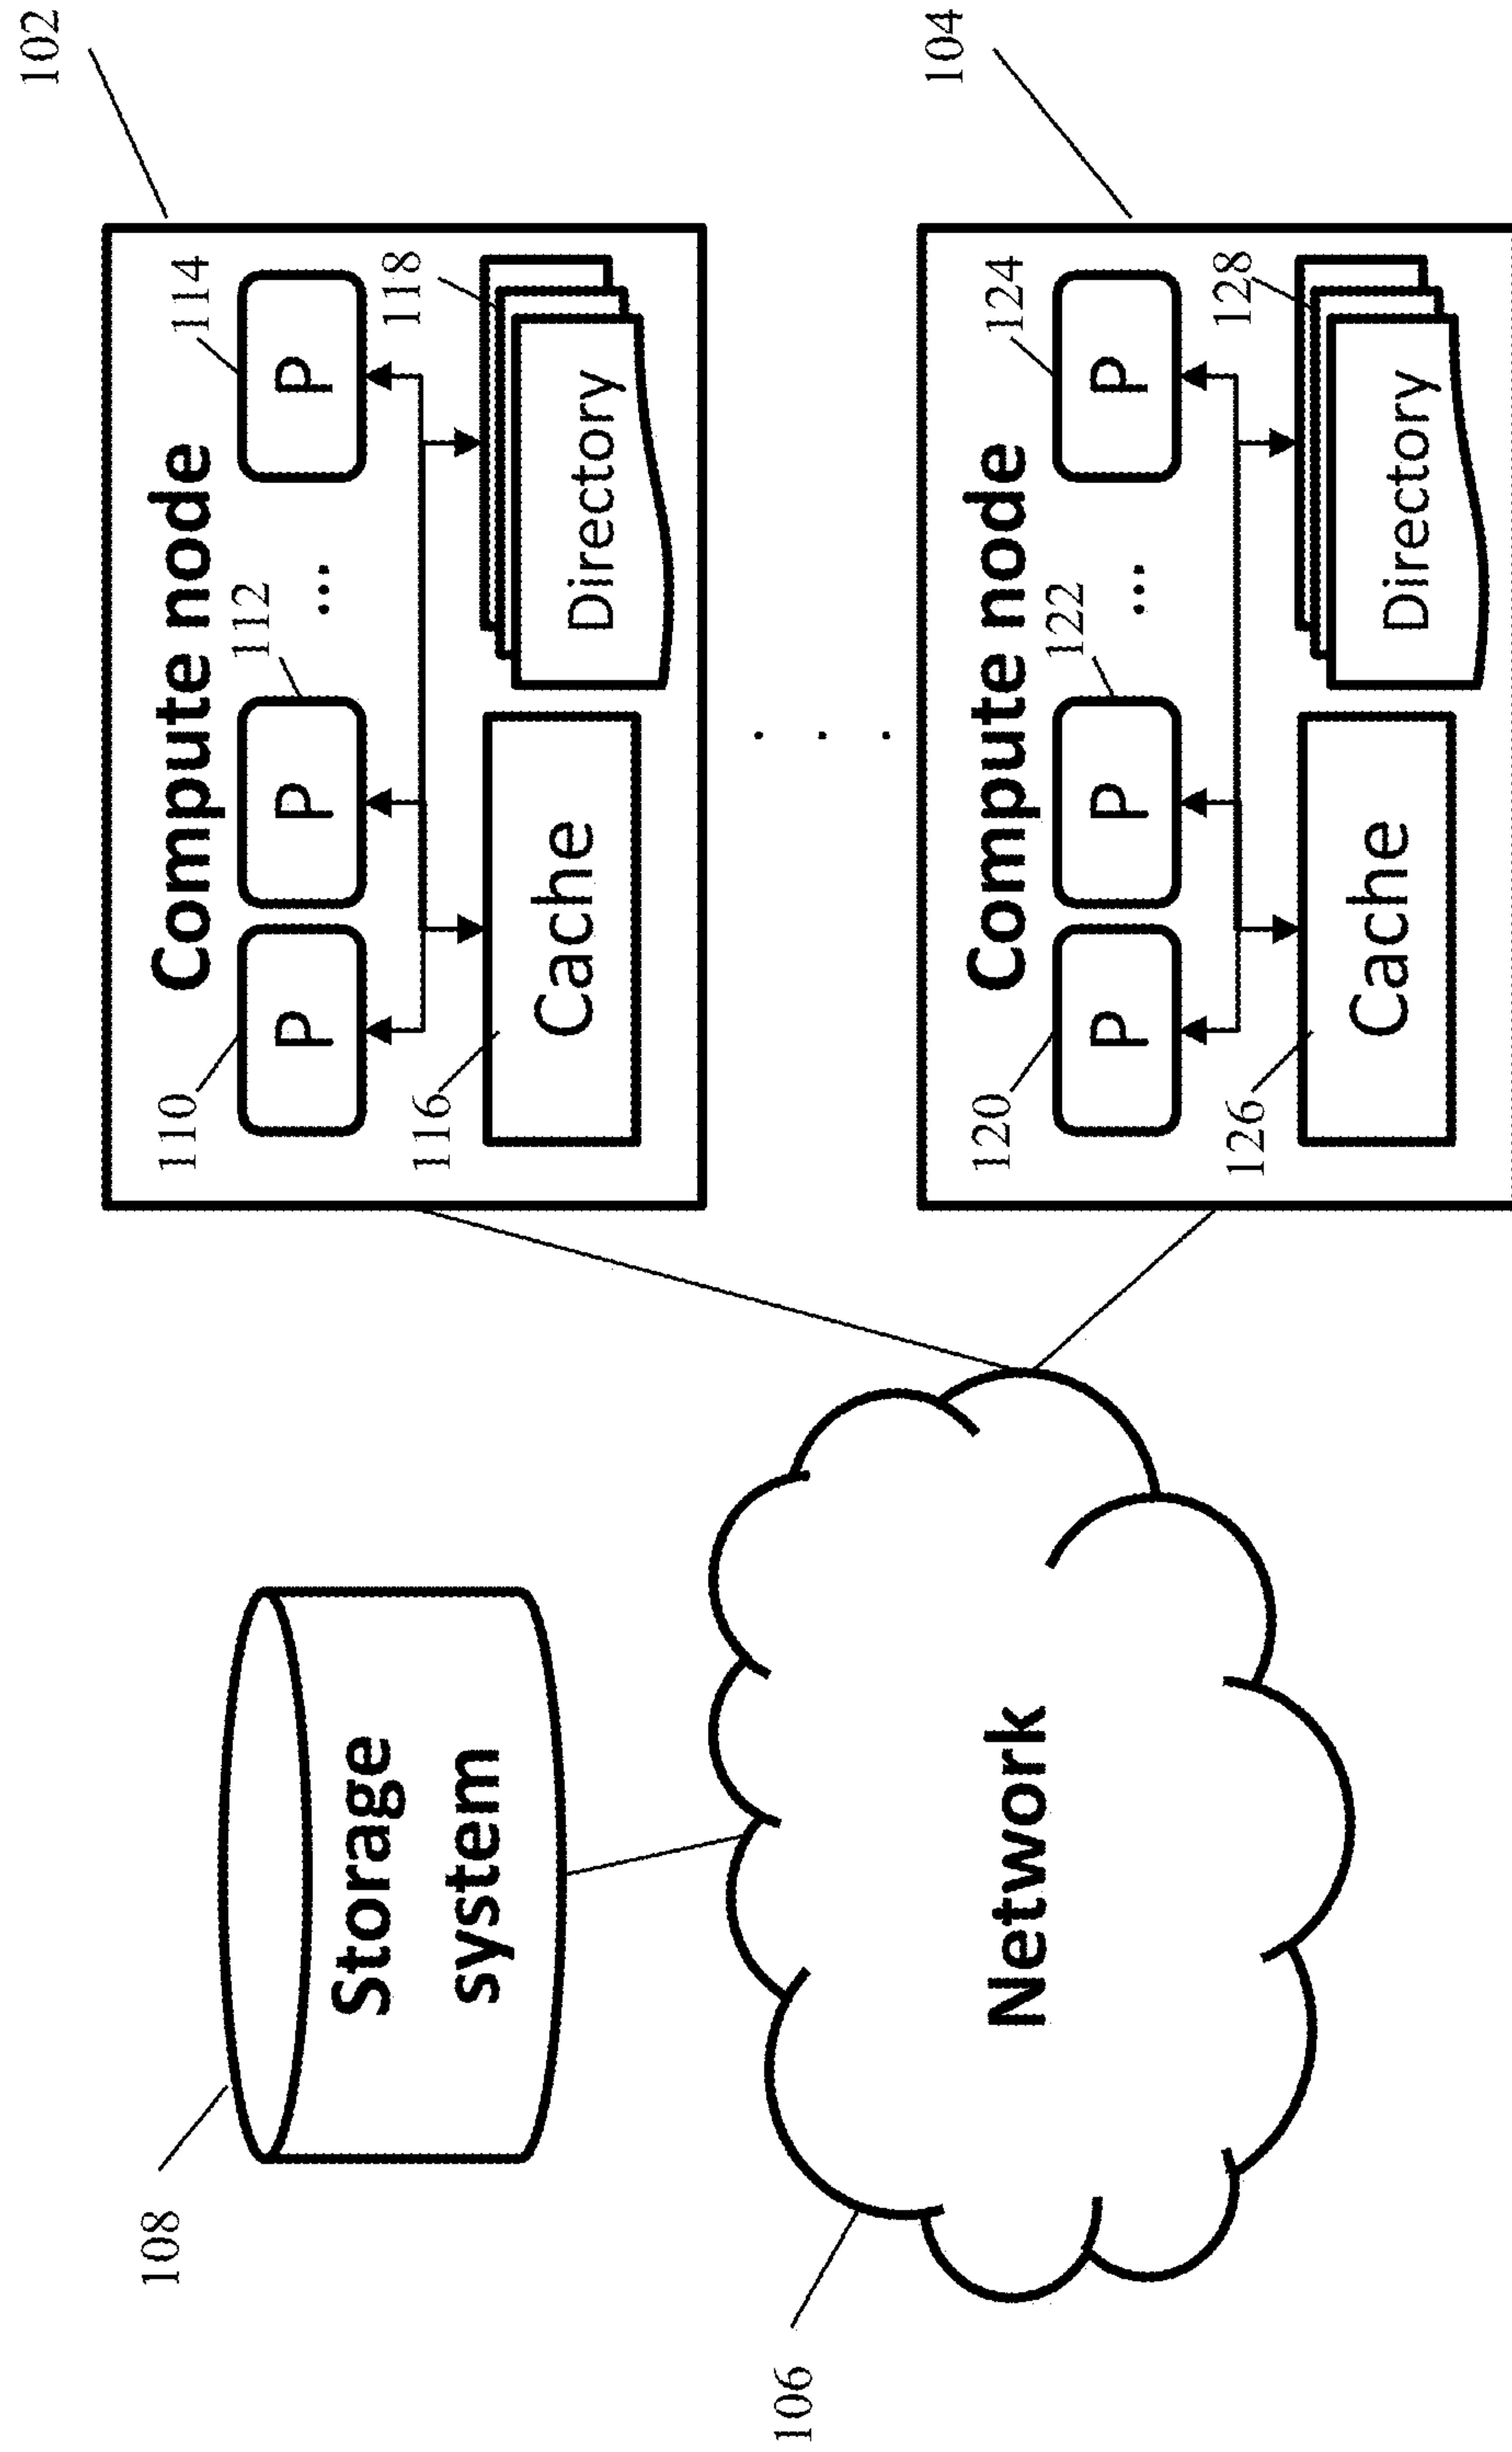 102
Compute node
110
112
114
P
P
...
P
116
118
Cache
Directory
. . .
104
Compute node
120
122
124
P
P
...
P
126
128
Cache
Directory
108
Storage
system
106
Network